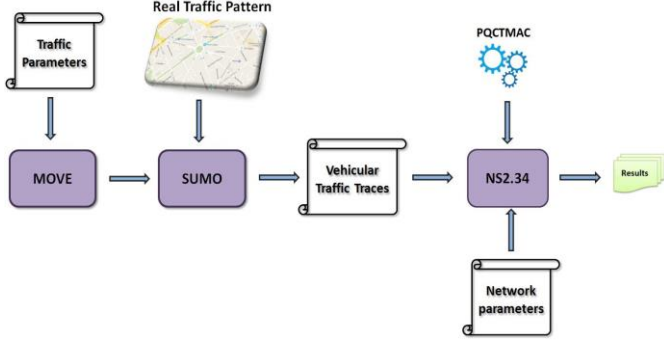 Real Traffic Pattern
Traffic
Parameters
PQCTMAC
MOVE
SUMO
Vehicular
Traffic Traces
NS2.34
Results
Network
parameters